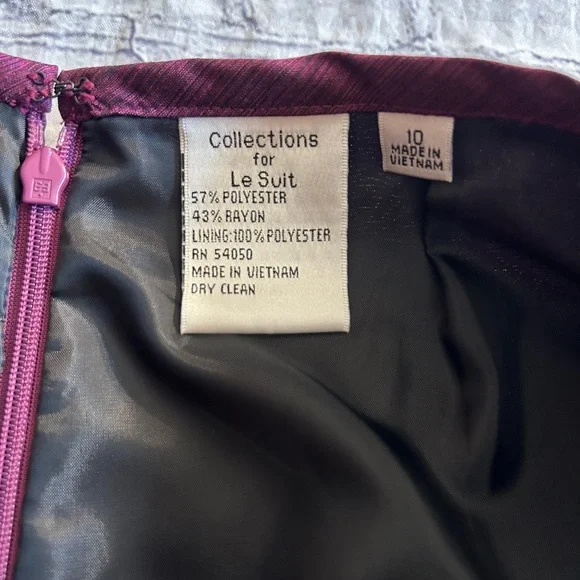 Collections
for
Le Suit
57% POLYESTER
43% RAYON
LINING:100% POLYESTER
RN 54050
MADE IN VIETNAM
DRY CLEAN
10
MADE IN
VIETNAM